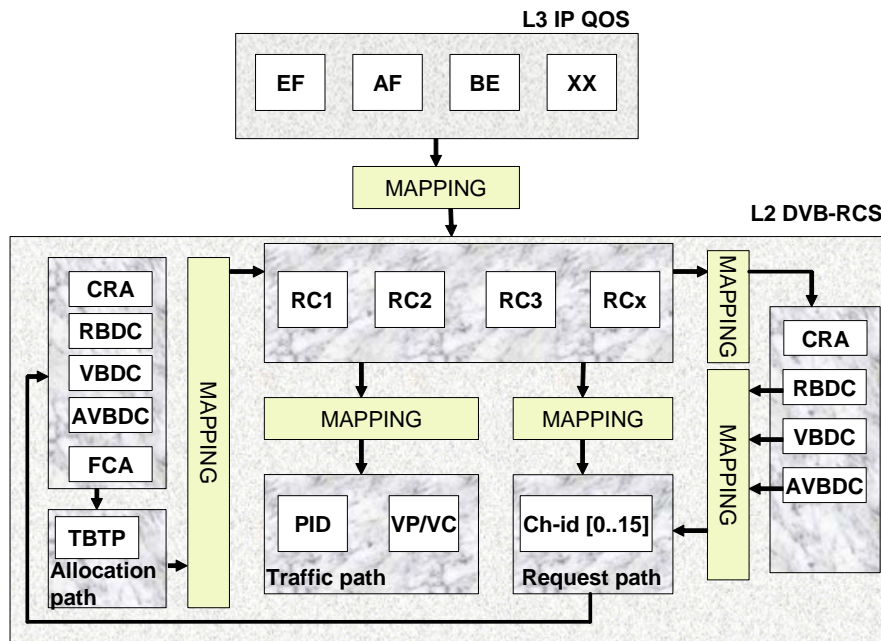 L3 IP QOS
EF
AF
BE
XX
MAPPING
L2 DVB-RCS
CRA
RBDC
VBDC
AVBDC
FCA
TBTP
Allocation
path
MAPPING
RC1
RC2
RC3
RCx
MAPPING
MAPPING
PID
VP/VC
Traffic path
Ch-id [0..15]
Request path
MAPPING
MAPPING
CRA
RBDC
VBDC
AVBDC